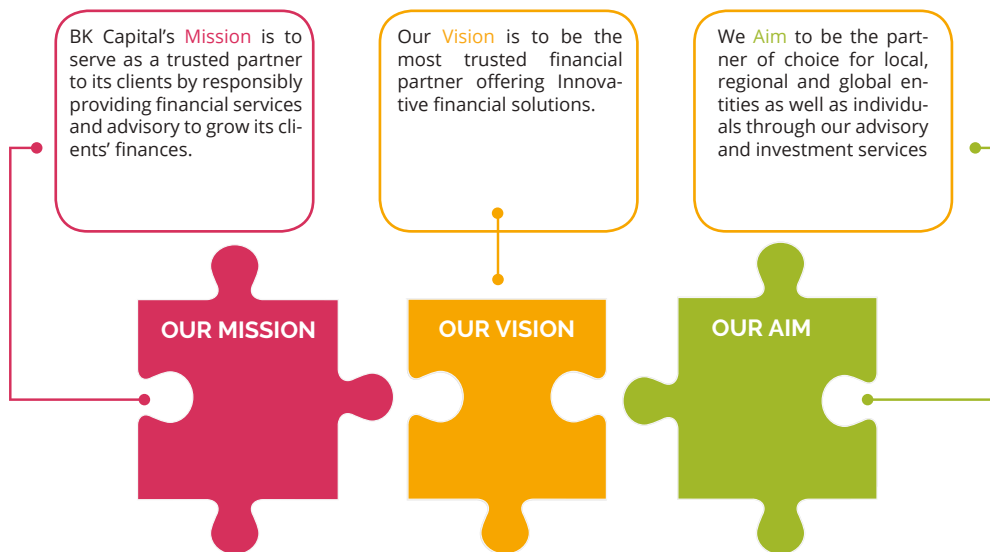 BK Capital's Mission is to
serve as a trusted partner
to its clients by responsibly
providing financial services
and advisory to grow its cli-
ents' finances.
Our Vision is to be the
most trusted financial
partner offering Innova-
tive financial solutions.
We Aim to be the part-
ner of choice for local,
regional and global en-
tities as well as individu-
als through our advisory
and investment services
OUR MISSION
OUR VISION
OUR AIM